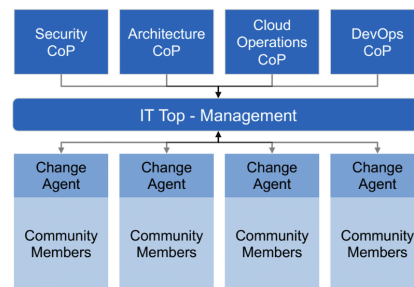 Security
CoP
Architecture
CoP
Cloud
Operations
CoP
DevOps
CoP
IT Top - Management
Change
Agent
Change
Agent
Change
Agent
Change
Agent
Community
Members
Community
Members
Community
Members
Community
Members